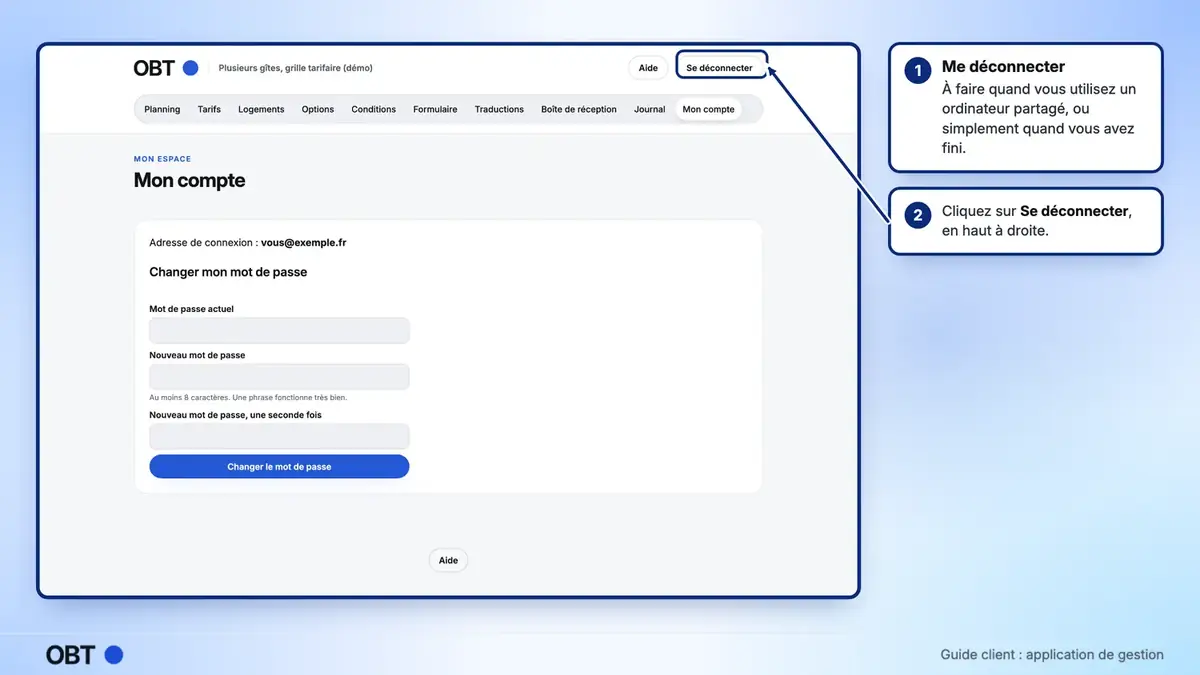 OBT
Plusieurs gîtes, grille tarifaire (démo)
Aide
Se déconnecter
Planning
Tarifs
Logements
Options
Conditions
Formulaire
Traductions
Boîte de réception
Journal
Mon compte
MON ESPACE
Mon compte
Adresse de connexion : vous@exemple.fr
Changer mon mot de passe
Mot de passe actuel
Nouveau mot de passe
Au moins 8 caractères. Une phrase fonctionne très bien.
Nouveau mot de passe, une seconde fois
Changer le mot de passe
Aide
1
Me déconnecter
À faire quand vous utilisez un
ordinateur partagé, ou
simplement quand vous avez
fini.
2
Cliquez sur Se déconnecter,
en haut à droite.
OBT
Guide client : application de gestion